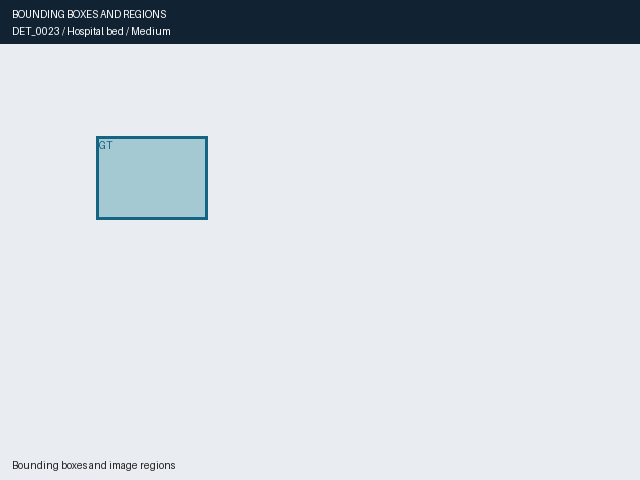 BOUNDING BOXES AND REGIONS
DET_0023 / Hospital bed / Medium
GT
Bounding boxes and image regions